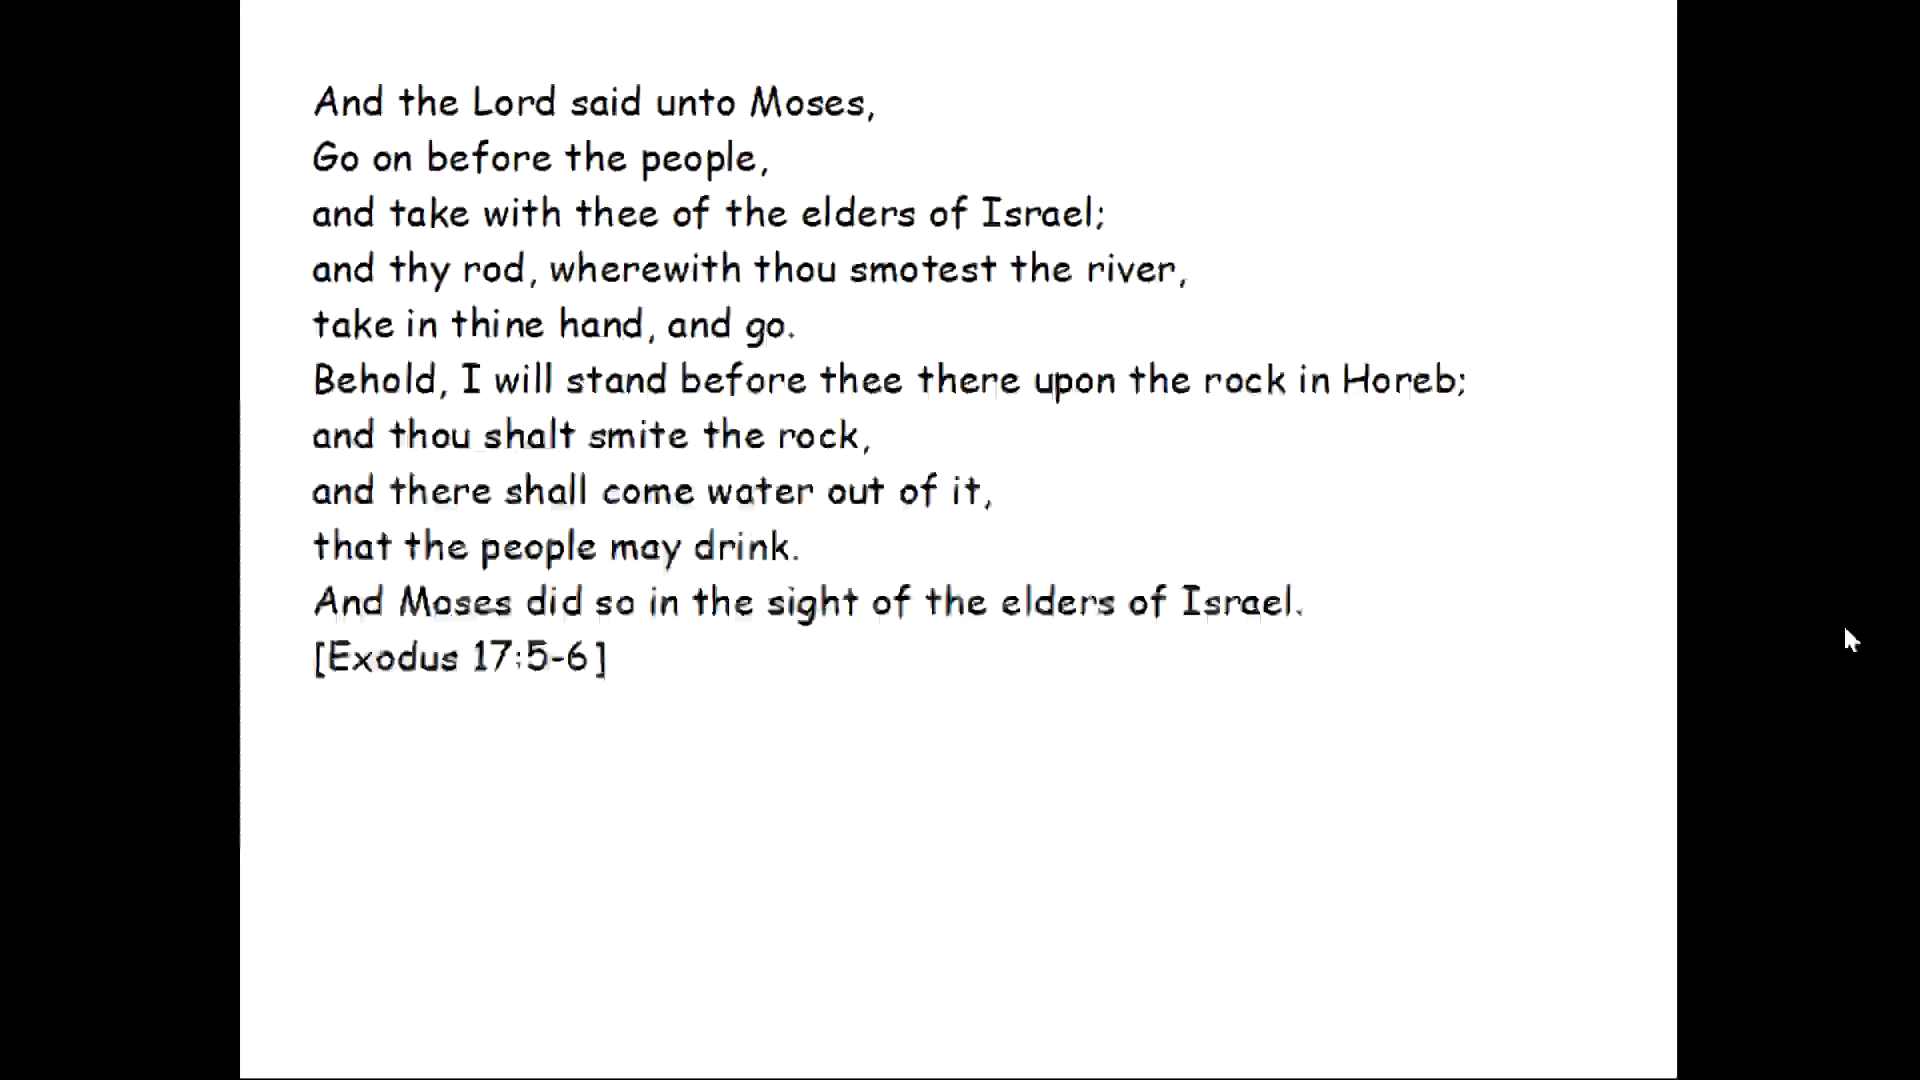 And the Lord said unto Moses,
Go on before the people,
and take with thee of the elders of Israel;
and thy rod, wherewith thou smotest the river,
take in thine hand, and go.
Behold, I will stand before thee there upon the rock in Horeb;
and thou shalt smite the rock,
and there shall come water out of it,
that the people may drink.
And Moses did so in the sight of the elders of Israel.
[Exodus 17:5-6]